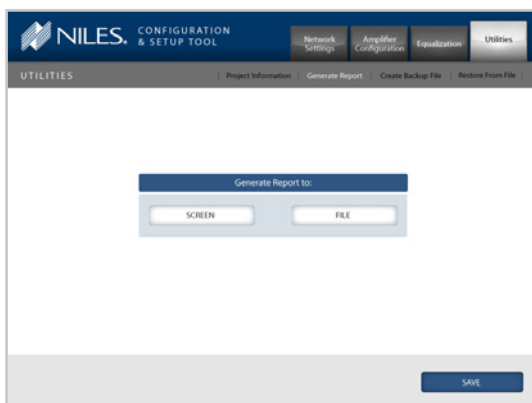 NILES® CONFIGURATION
& SETUP TOOL
Network
Settings
Amplifier
Configuration
Equalization
Utilities
UTILITIES
Project Information | Generate Report | Create Backup File | Restore From File
Generate Report to:
SCREEN
FILE
SAVE